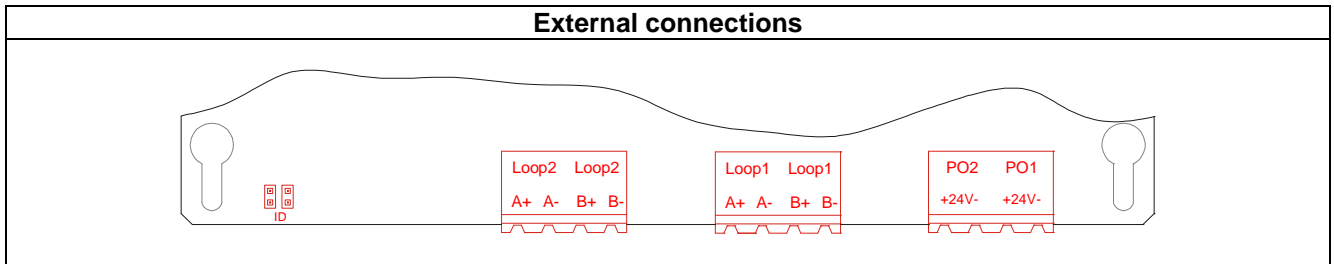 External connections
Loop2 Loop2
A+ A- B+ B-
Loop1 Loop1
A+ A- B+ B-
PO2 PO1
+24V- +24V-
ID